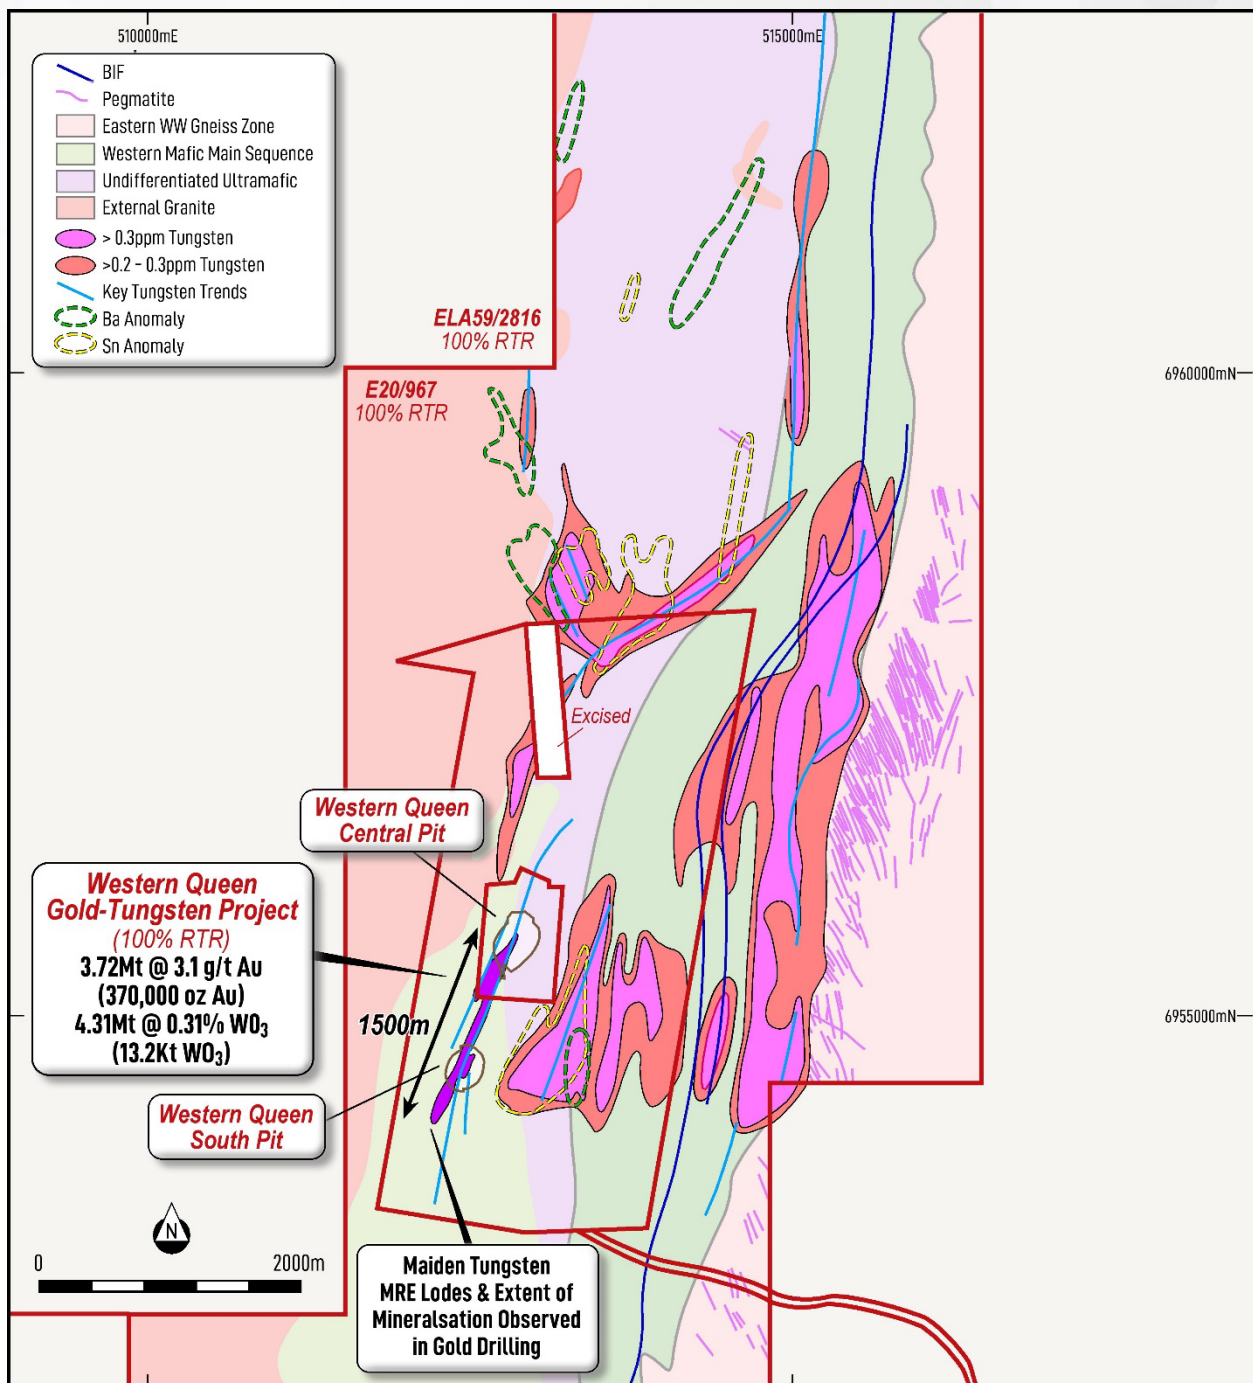 510000mE
515000mE
BIF
Pegmatite
Eastern WW Gneiss Zone
Western Mafic Main Sequence
Undifferentiated Ultramafic
External Granite
> 0.3ppm Tungsten
>0.2 - 0.3ppm Tungsten
Key Tungsten Trends
Ba Anomaly
Sn Anomaly
ELA59/2816
100% RTR
6960000mN
E20/967
100% RTR
Excised
Western Queen
Central Pit
Western Queen
Gold-Tungsten Project
(100% RTR)
3.72Mt @ 3.1 g/t Au
(370,000 oz Au)
4.31Mt @ 0.31% WO₃
(13.2Kt WO₃)
1500m
6955000mN
Western Queen
South Pit
N
0 2000m
Maiden Tungsten
MRE Lodes & Extent of
Mineralsation Observed
in Gold Drilling